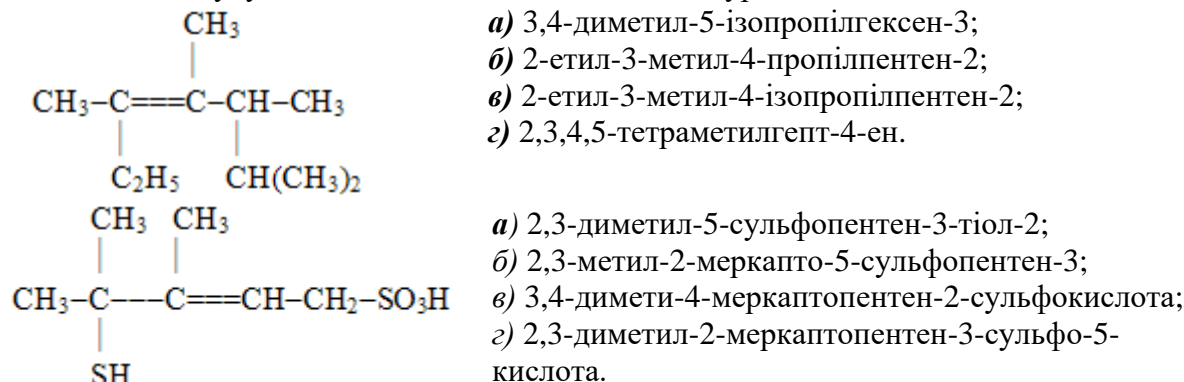 CH₃
CH₃–C===C–CH–CH₃
C₂H₅ CH(CH₃)₂
а) 3,4-диметил-5-ізопропілгексен-3;
б) 2-етил-3-метил-4-пропілпентен-2;
в) 2-етил-3-метил-4-ізопропілпентен-2;
г) 2,3,4,5-тетраметилгепт-4-ен.
CH₃ CH₃
CH₃–C---C===CH–CH₂–SO₃H
SH
а) 2,3-диметил-5-сульфопентен-3-тіол-2;
б) 2,3-метил-2-меркапто-5-сульфопентен-3;
в) 3,4-димети-4-меркаптопентен-2-сульфокислота;
г) 2,3-диметил-2-меркаптопентен-3-сульфо-5-
кислота.